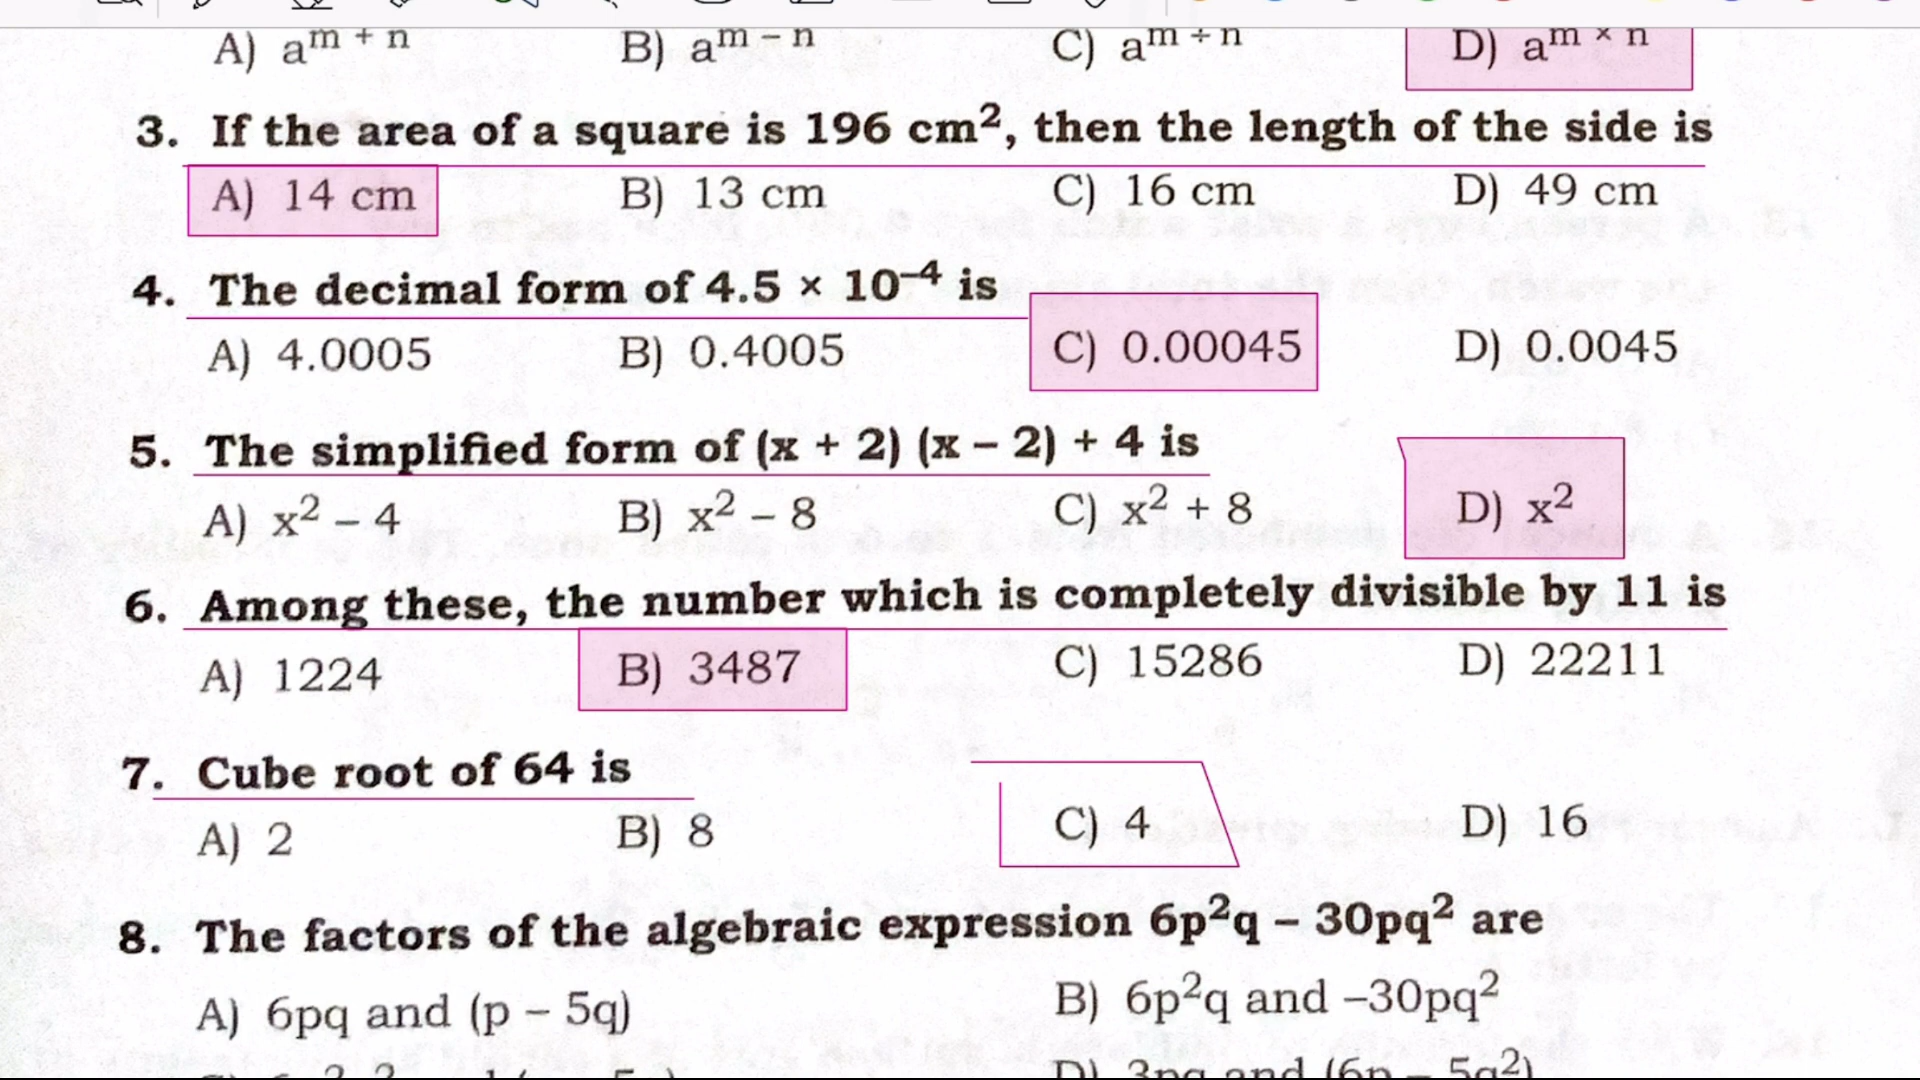 A) a^m + n B) a^m – n C) a^m ÷ n D) a^m × n
3. If the area of a square is 196 cm², then the length of the side is
A) 14 cm B) 13 cm C) 16 cm D) 49 cm
4. The decimal form of 4.5 × 10⁻⁴ is
A) 4.0005 B) 0.4005 C) 0.00045 D) 0.0045
5. The simplified form of (x + 2) (x – 2) + 4 is
A) x² – 4 B) x² – 8 C) x² + 8 D) x²
6. Among these, the number which is completely divisible by 11 is
A) 1224 B) 3487 C) 15286 D) 22211
7. Cube root of 64 is
A) 2 B) 8 C) 4 D) 16
8. The factors of the algebraic expression 6p²q – 30pq² are
A) 6pq and (p – 5q) B) 6p²q and –30pq²
D) 3pq and (6p – 5q²)